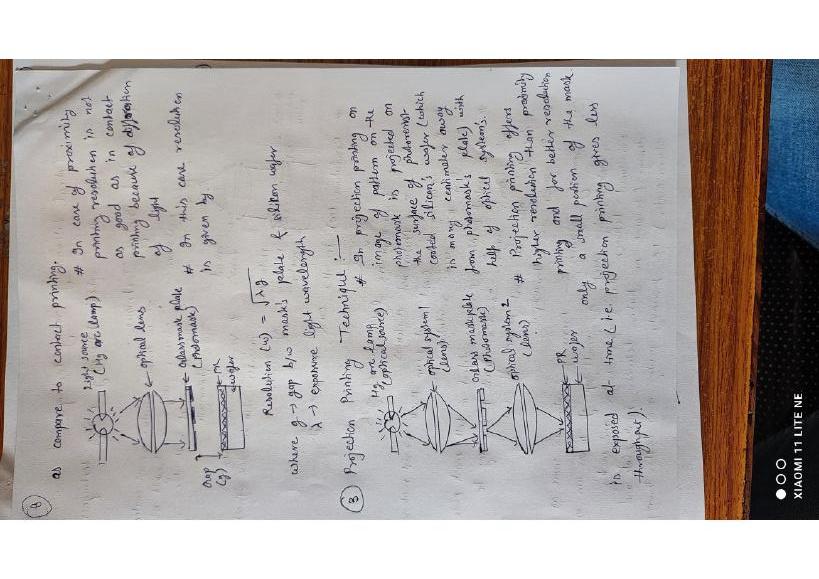 as compare to contact printing.
light source
(Hg arc lamp)
optical lens
Glass mask plate
(Photomask)
Gap
(g)
PR
wafer
# In case of proximity
printing resolution is not
as good as in contact
printing because of
of light
# In this case resolution
is given by
Resolution (w) = √λg
where g → gap b/w mask's plate & silicon wafer
λ → exposure light wavelength
③ Projection Printing Technique :-
Hg arc lamp
(optical source)
optical system 1
(lens)
Glass mask plate
(Photomask)
optical system 2
(lens)
PR
wafer
# In projection printing an
image of pattern on the
photomask is projected on
the surface of photoresist
coated silicon's wafer (which
is many centimeter away
from photomask's plate) with
help of optical system's.
# Projection printing offers
higher resolution than proximity
printing and for better resolution
only a small portion of the mask
is exposed at time (i.e. projection printing gives less
throughput).
XIAOMI 11 LITE NE